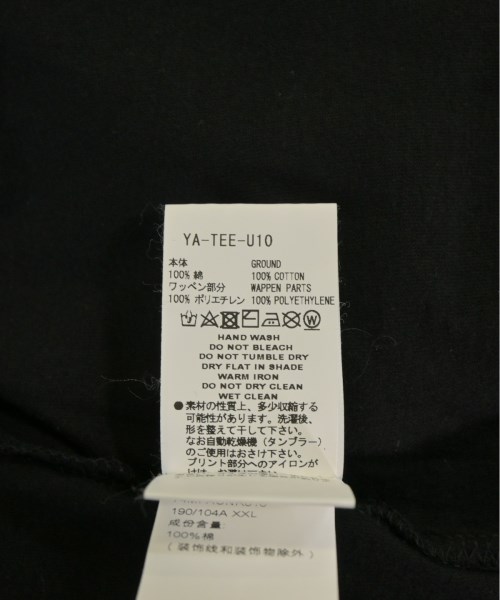 YA-TEE-U10
本体 GROUND
100% 綿 100% COTTON
ワッペン部分 WAPPEN PARTS
100% ポリエチレン 100% POLYETHYLENE
HAND WASH
DO NOT BLEACH
DO NOT TUMBLE DRY
DRY FLAT IN SHADE
WARM IRON
DO NOT DRY CLEAN
WET CLEAN
●素材の性質上、多少収縮する
可能性があります。洗濯後、
形を整えて干して下さい。
なお自動乾燥機（タンブラー）
のご使用はおさけ下さい。
プリント部分へのアイロンが
190/104A XXL
成份含量:
100%棉
(装饰线和装饰物除外)